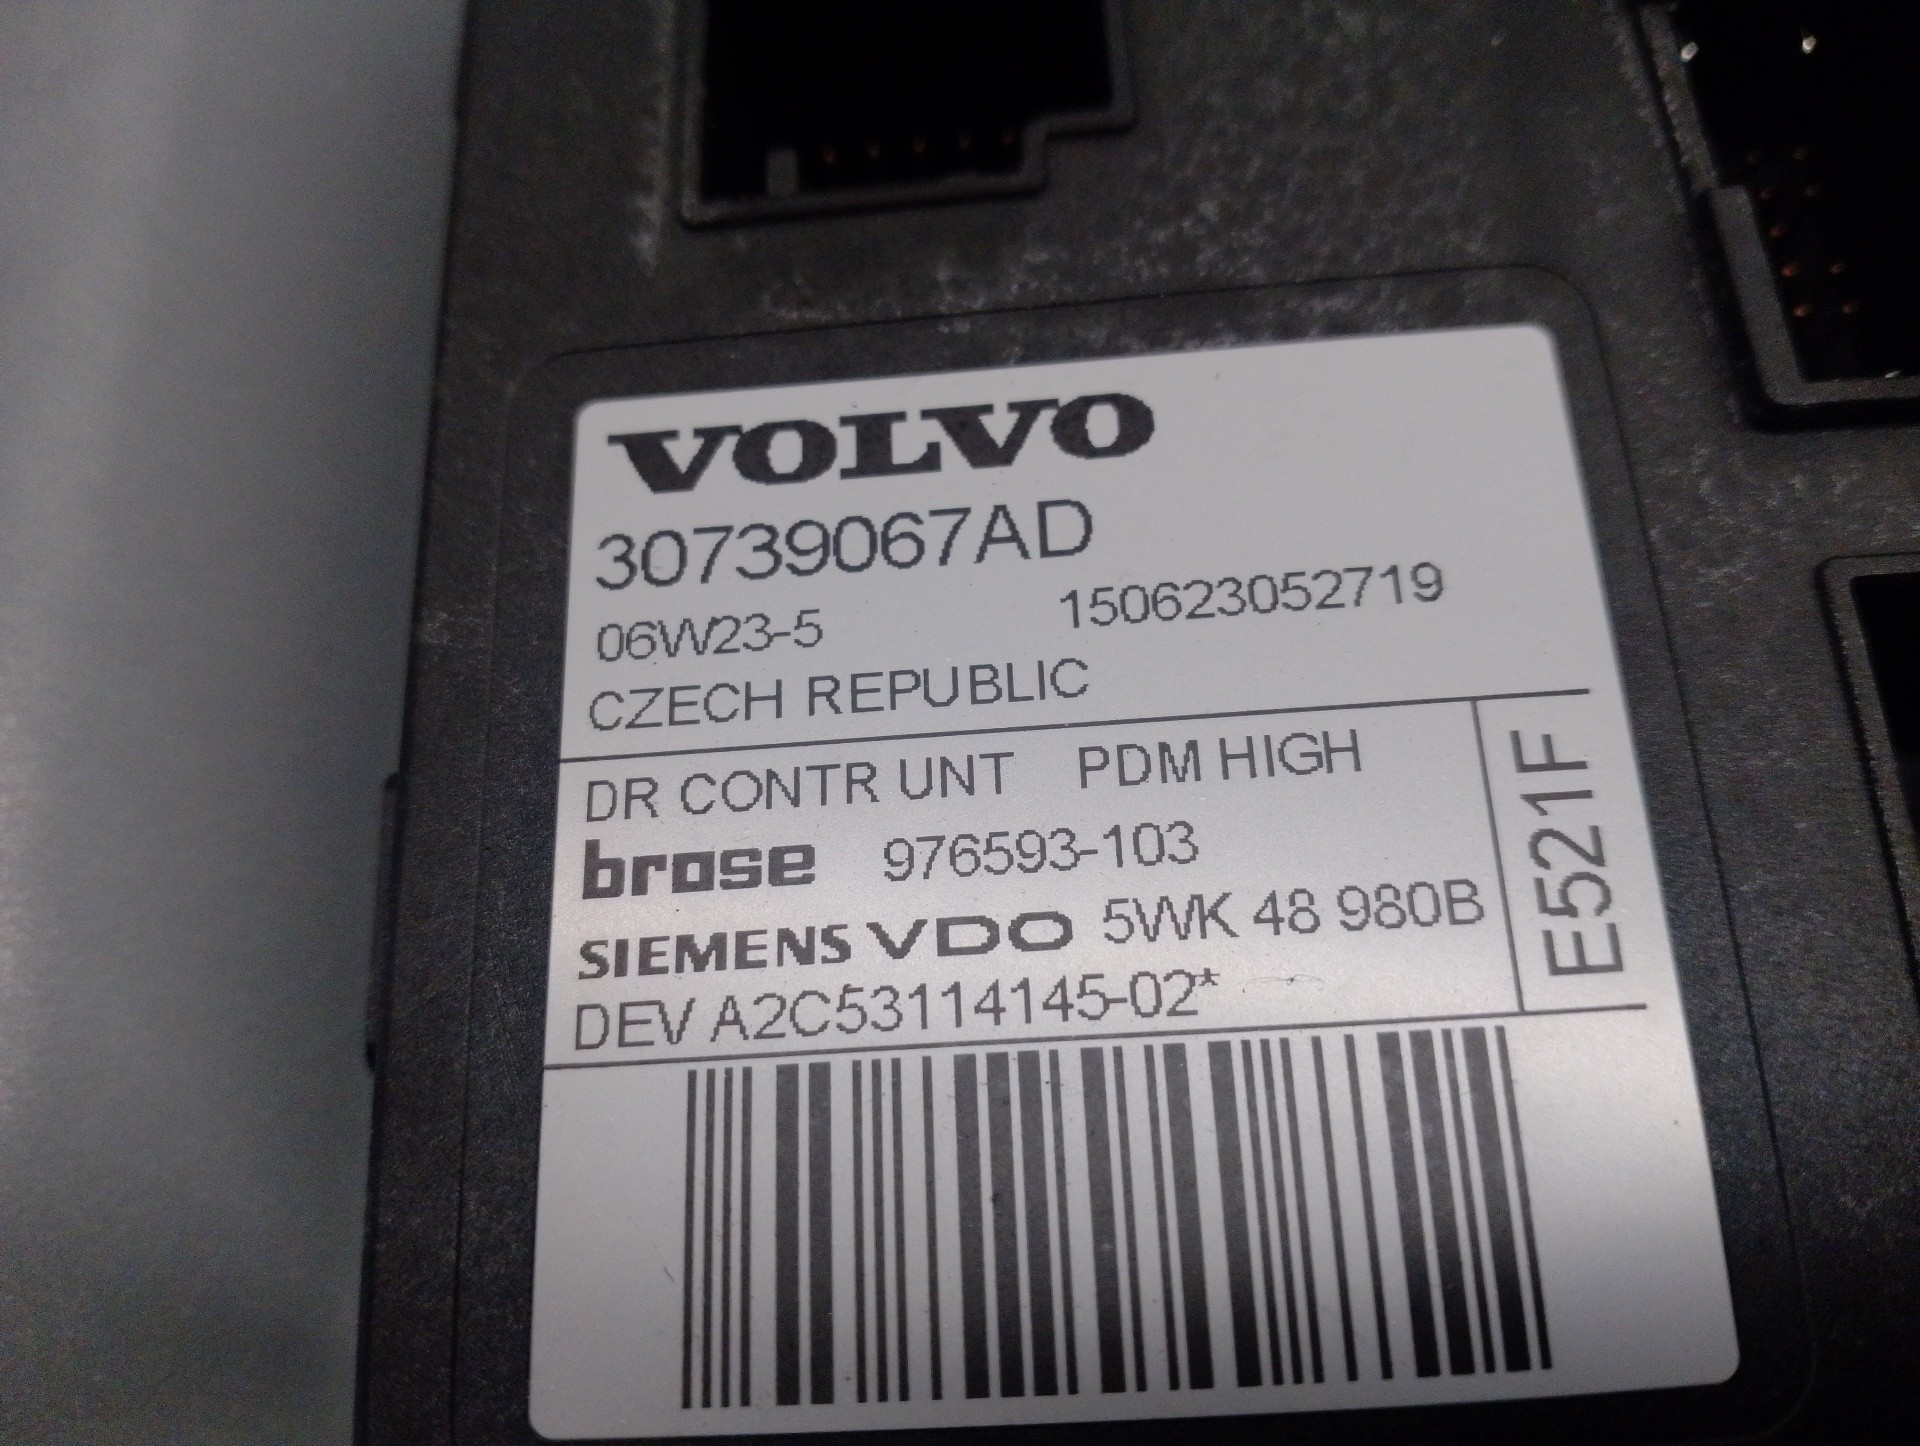 VOLVO
30739067AD
06W23-5 150623052719
CZECH REPUBLIC
DR CONTR UNT PDM HIGH
brose 976593-103
SIEMENS VDO 5WK 48 980B
DEV A2C53114145-02*
E521F